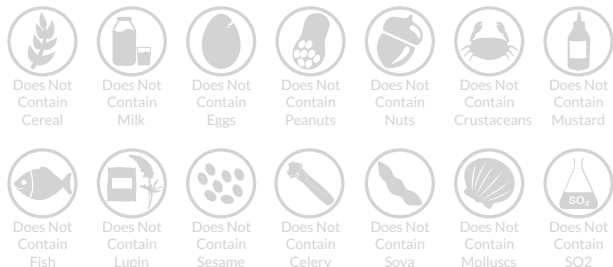 Does Not Does Not Does Not Does Not Does Not Does Not Does Not
Contain Contain Contain Contain Contain Contain Contain
Cereal Milk Eggs Peanuts Nuts Crustaceans Mustard
SO₂
Does Not Does Not Does Not Does Not Does Not Does Not Does Not
Contain Contain Contain Contain Contain Contain Contain
Fish Lupin Sesame Celery Soya Molluscs SO2